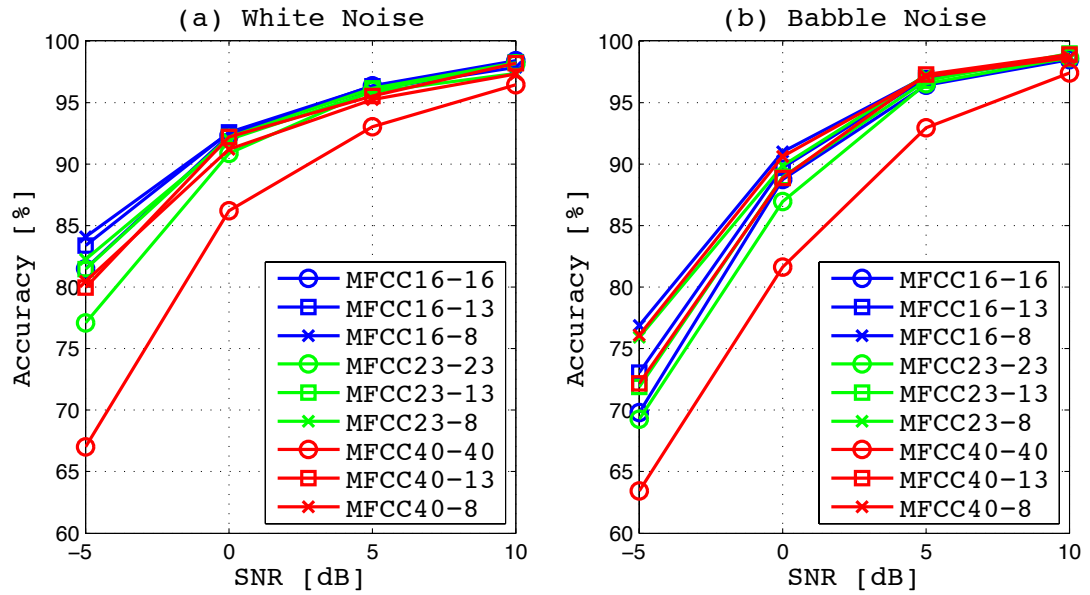 (a) White Noise
100
95
90
85
80
75
70
65
60
−5
0
5
10
Accuracy [%]
SNR [dB]
MFCC16−16
MFCC16−13
MFCC16−8
MFCC23−23
MFCC23−13
MFCC23−8
MFCC40−40
MFCC40−13
MFCC40−8
(b) Babble Noise
100
95
90
85
80
75
70
65
60
−5
0
5
10
Accuracy [%]
SNR [dB]
MFCC16−16
MFCC16−13
MFCC16−8
MFCC23−23
MFCC23−13
MFCC23−8
MFCC40−40
MFCC40−13
MFCC40−8